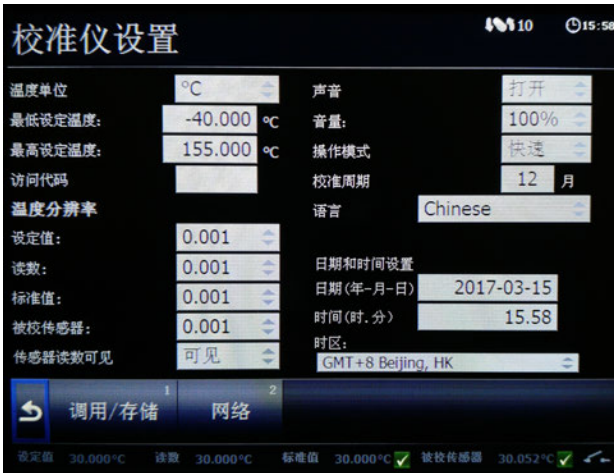 校准仪设置
10
15:58
温度单位 °C
最低设定温度: -40.000 °C
最高设定温度: 155.000 °C
访问代码
温度分辨率
设定值: 0.001
读数: 0.001
标准值: 0.001
被校传感器: 0.001
传感器读数可见 可见
声音 打开
音量: 100%
操作模式 快速
校准周期 12 月
语言 Chinese
日期和时间设置
日期(年-月-日) 2017-03-15
时间(时.分) 15.58
时区:
GMT+8 Beijing, HK
1
调用/存储
2
网络
设定值 30.000°C 读数 30.000°C 标准值 30.000°C 被校传感器 30.052°C